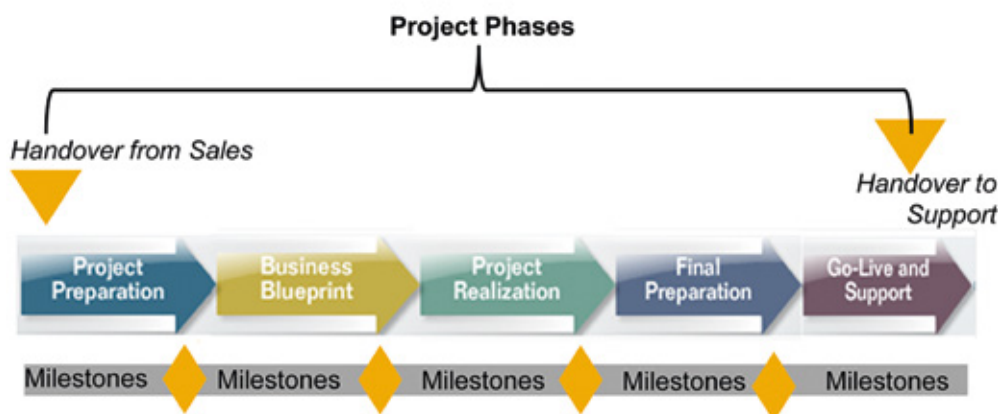 Project Phases
Handover from Sales
Handover to
Support
Project
Preparation
Business
Blueprint
Project
Realization
Final
Preparation
Go-Live and
Support
Milestones
Milestones
Milestones
Milestones
Milestones